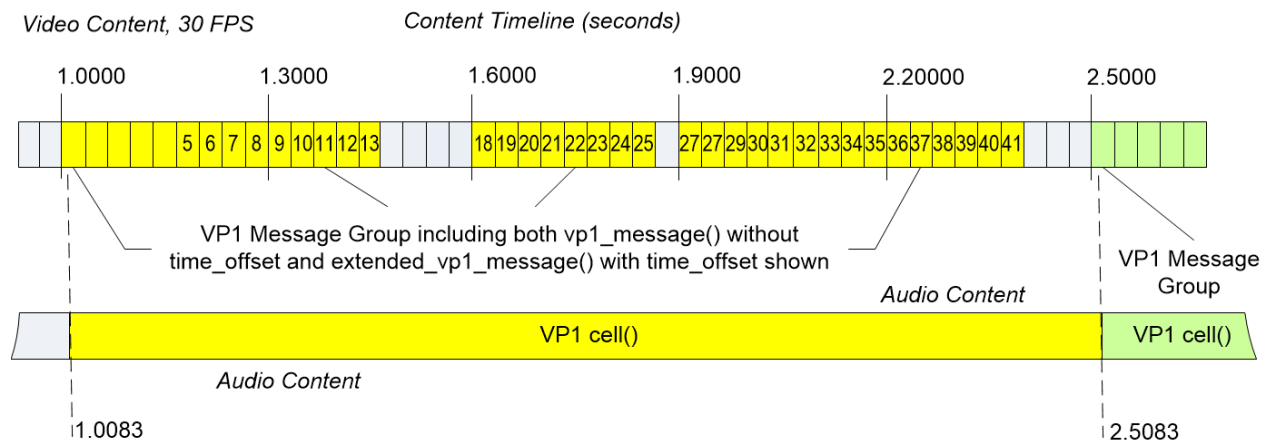 Video Content, 30 FPS
Content Timeline (seconds)
1.0000 1.3000 1.6000 1.9000 2.20000 2.5000
5 6 7 8 9 10 11 12 13 18 19 20 21 22 23 24 25 27 27 29 30 31 32 33 34 35 36 37 38 39 40 41
VP1 Message Group including both vp1_message() without
time_offset and extended_vp1_message() with time_offset shown
VP1 Message
Group
Audio Content
VP1 cell() VP1 cell()
Audio Content
1.0083 2.5083